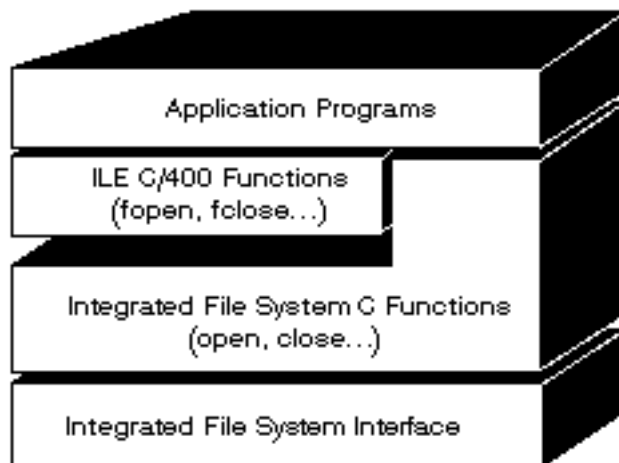 Application Programs
ILE C/400 Functions
(fopen, fclose...)
Integrated File System C Functions
(open, close...)
Integrated File System Interface